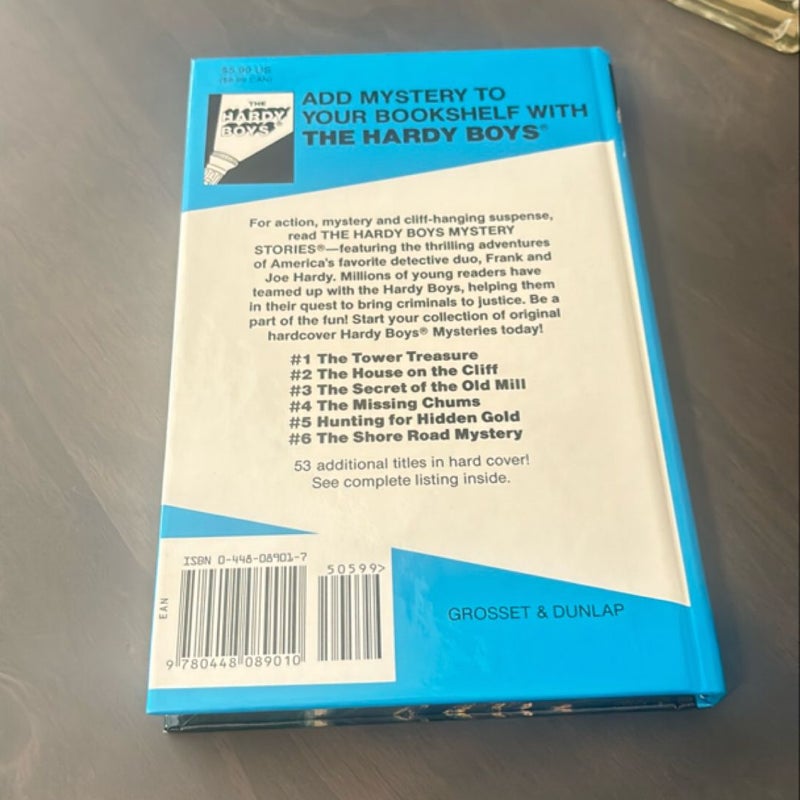 $5.99 US
($8.99 CAN)
THE
HARDY
BOYS®
ADD MYSTERY TO
YOUR BOOKSHELF WITH
THE HARDY BOYS®
For action, mystery and cliff-hanging suspense,
read THE HARDY BOYS MYSTERY
STORIES®—featuring the thrilling adventures
of America's favorite detective duo, Frank and
Joe Hardy. Millions of young readers have
teamed up with the Hardy Boys, helping them
in their quest to bring criminals to justice. Be a
part of the fun! Start your collection of original
hardcover Hardy Boys® Mysteries today!
#1 The Tower Treasure
#2 The House on the Cliff
#3 The Secret of the Old Mill
#4 The Missing Chums
#5 Hunting for Hidden Gold
#6 The Shore Road Mystery
53 additional titles in hard cover!
See complete listing inside.
ISBN 0-448-08901-7
50599>
EAN
9 780448 089010
GROSSET & DUNLAP